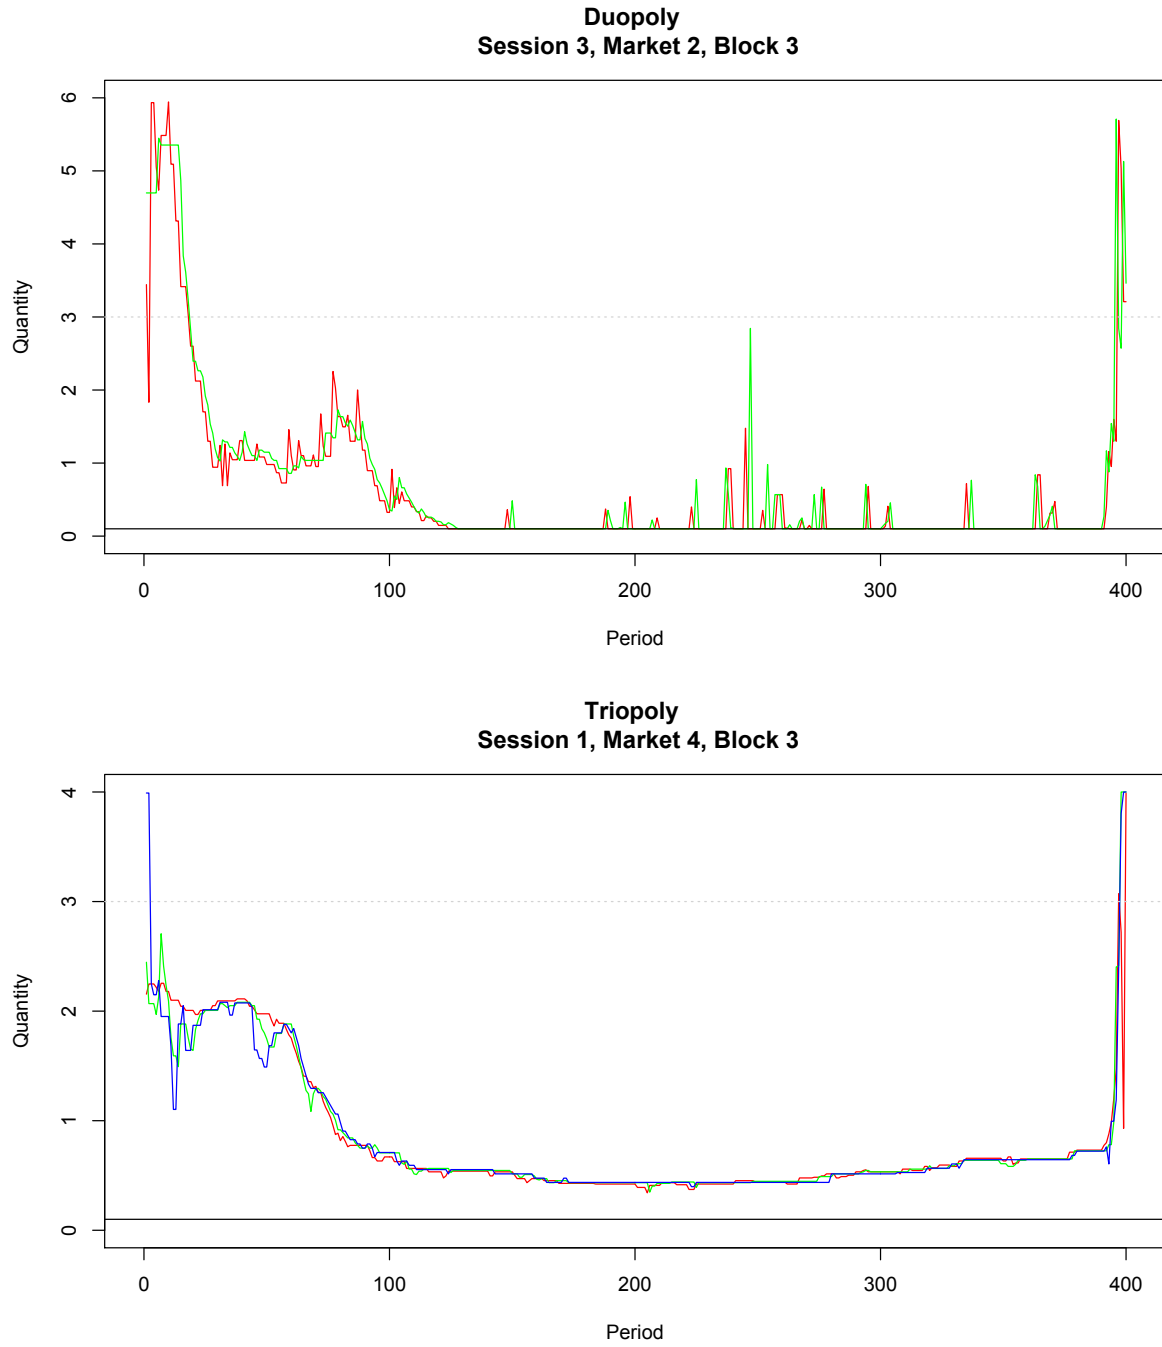 Duopoly
Session 3, Market 2, Block 3
6
5
4
3
2
1
0
Quantity
0 100 200 300 400
Period
Triopoly
Session 1, Market 4, Block 3
4
3
2
1
0
Quantity
0 100 200 300 400
Period